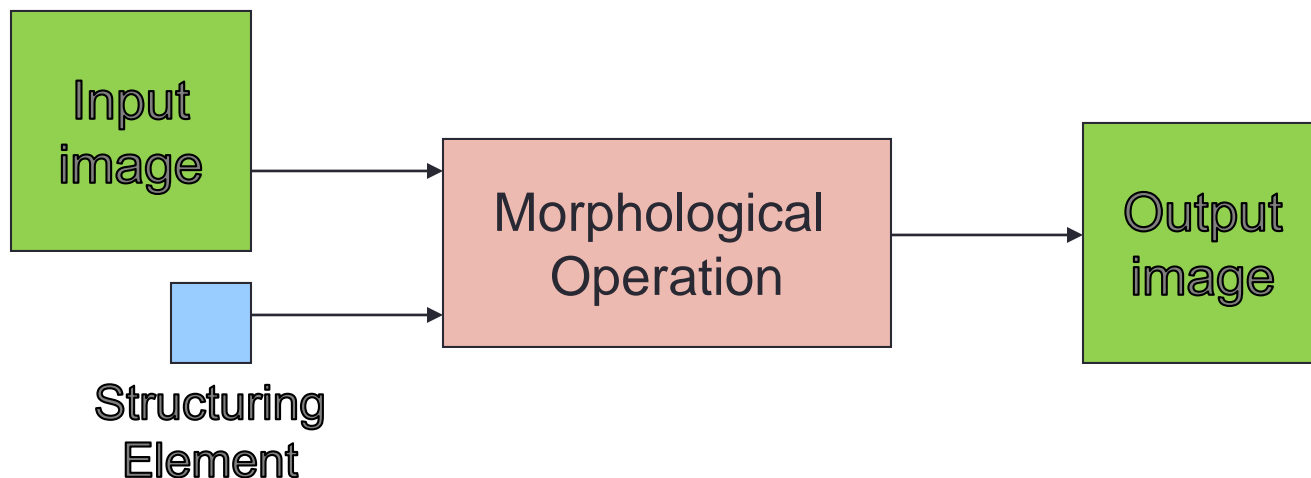 Input
image
Structuring
Element
Morphological
Operation
Output
image